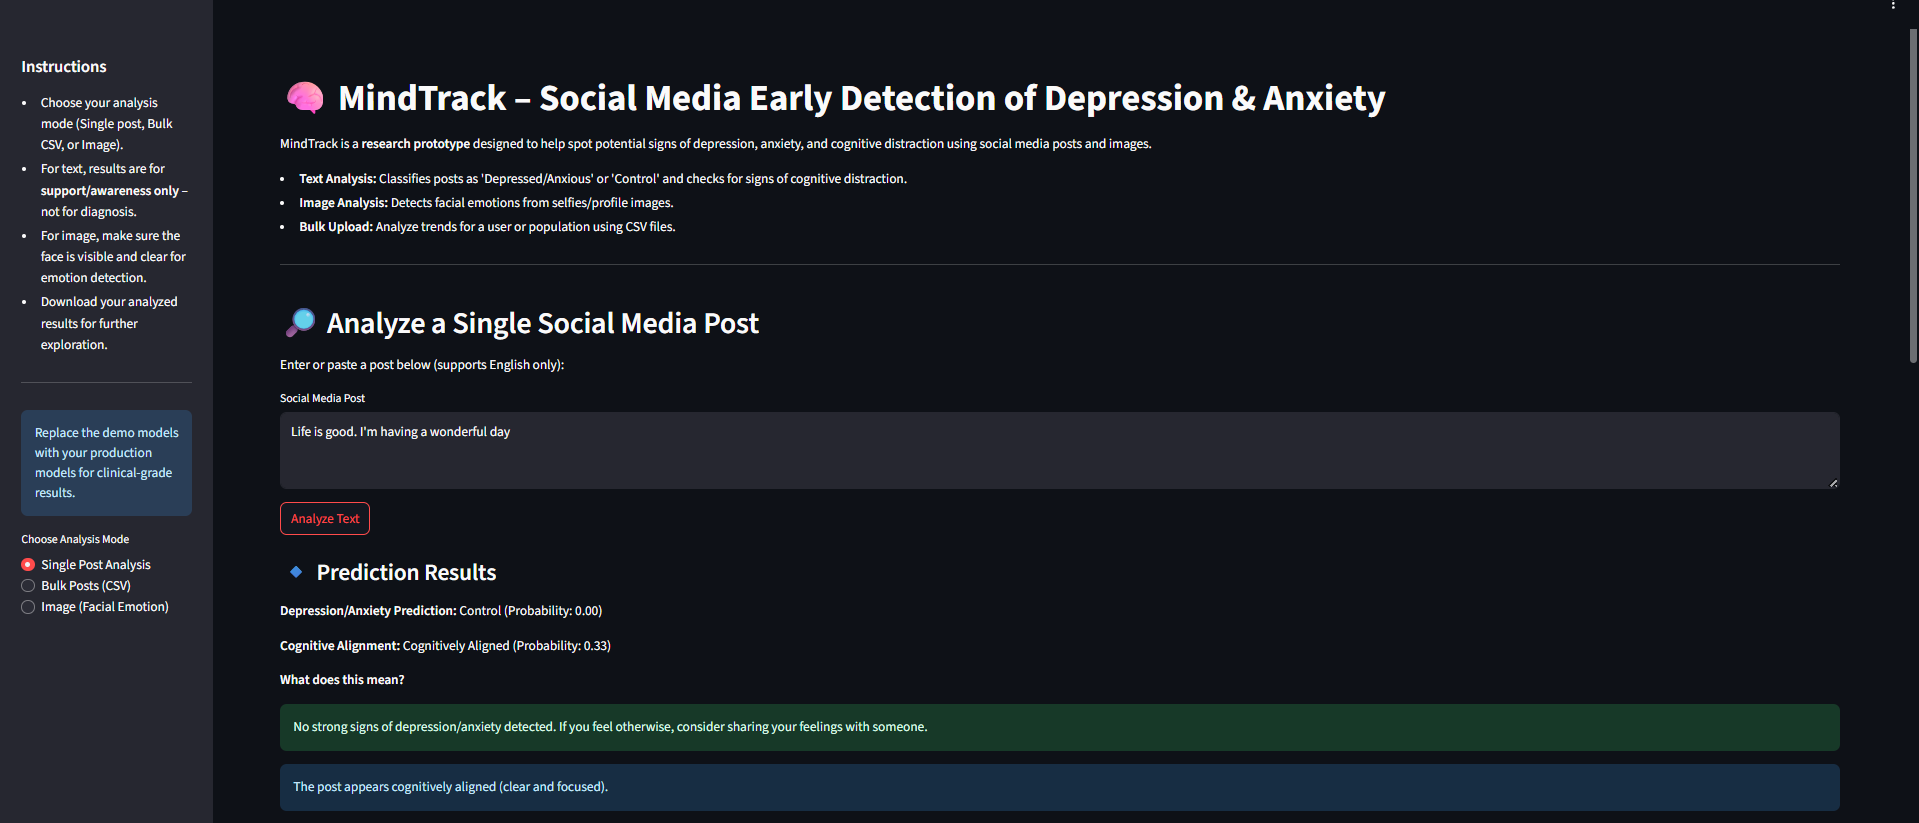 Instructions
• Choose your analysis
mode (Single post, Bulk
CSV, or Image).
• For text, results are for
support/awareness only –
not for diagnosis.
• For image, make sure the
face is visible and clear for
emotion detection.
• Download your analyzed
results for further
exploration.
Replace the demo models
with your production
models for clinical-grade
results.
Choose Analysis Mode
Single Post Analysis
Bulk Posts (CSV)
Image (Facial Emotion)
MindTrack – Social Media Early Detection of Depression & Anxiety
MindTrack is a research prototype designed to help spot potential signs of depression, anxiety, and cognitive distraction using social media posts and images.
• Text Analysis: Classifies posts as 'Depressed/Anxious' or 'Control' and checks for signs of cognitive distraction.
• Image Analysis: Detects facial emotions from selfies/profile images.
• Bulk Upload: Analyze trends for a user or population using CSV files.
Analyze a Single Social Media Post
Enter or paste a post below (supports English only):
Social Media Post
Life is good. I'm having a wonderful day
Analyze Text
Prediction Results
Depression/Anxiety Prediction: Control (Probability: 0.00)
Cognitive Alignment: Cognitively Aligned (Probability: 0.33)
What does this mean?
No strong signs of depression/anxiety detected. If you feel otherwise, consider sharing your feelings with someone.
The post appears cognitively aligned (clear and focused).